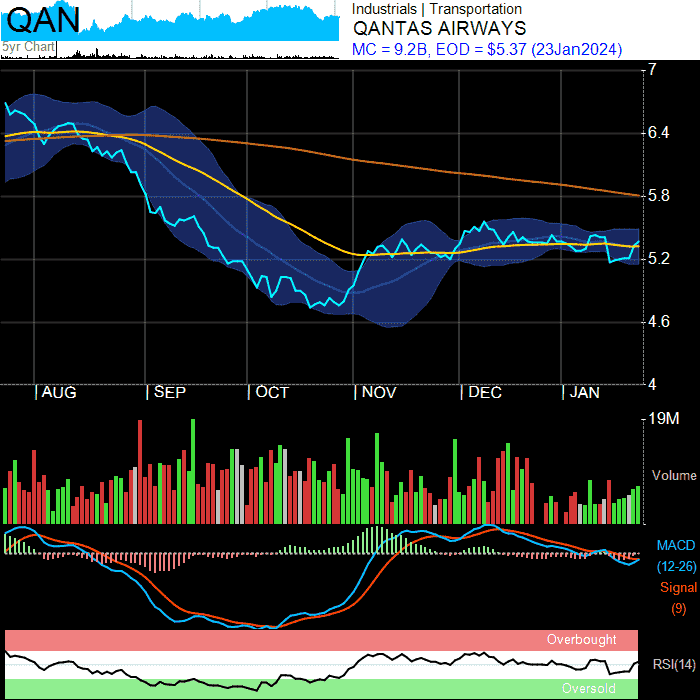 QAN
5yr Chart
Industrials | Transportation
QANTAS AIRWAYS
MC = 9.2B, EOD = $5.37 (23Jan2024)
7
6.4
5.8
5.2
4.6
4
| AUG | SEP | OCT | NOV | DEC | JAN
19M
Volume
MACD
(12-26)
Signal
(9)
Overbought
RSI(14)
Oversold